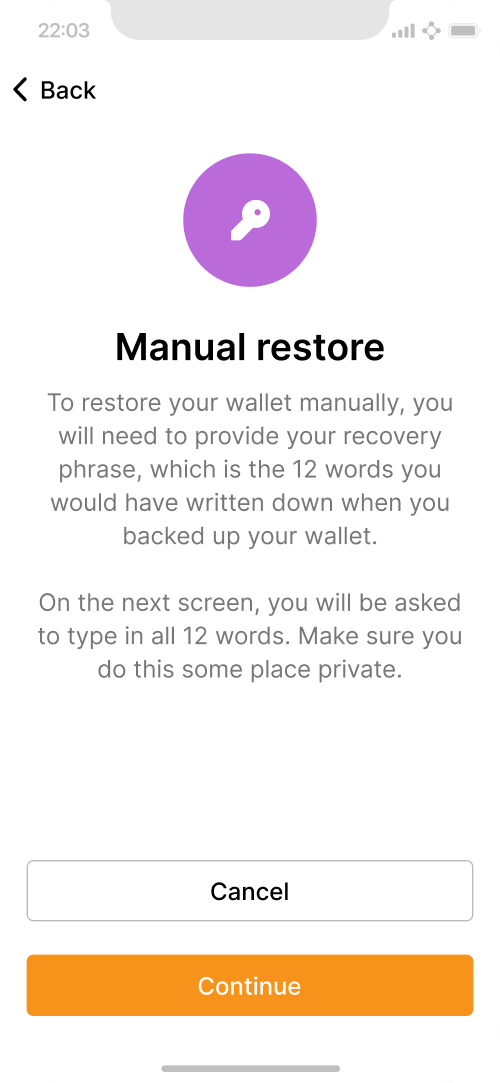 22:03
Back
Manual restore
To restore your wallet manually, you
will need to provide your recovery
phrase, which is the 12 words you
would have written down when you
backed up your wallet.
On the next screen, you will be asked
to type in all 12 words. Make sure you
do this some place private.
Cancel
Continue